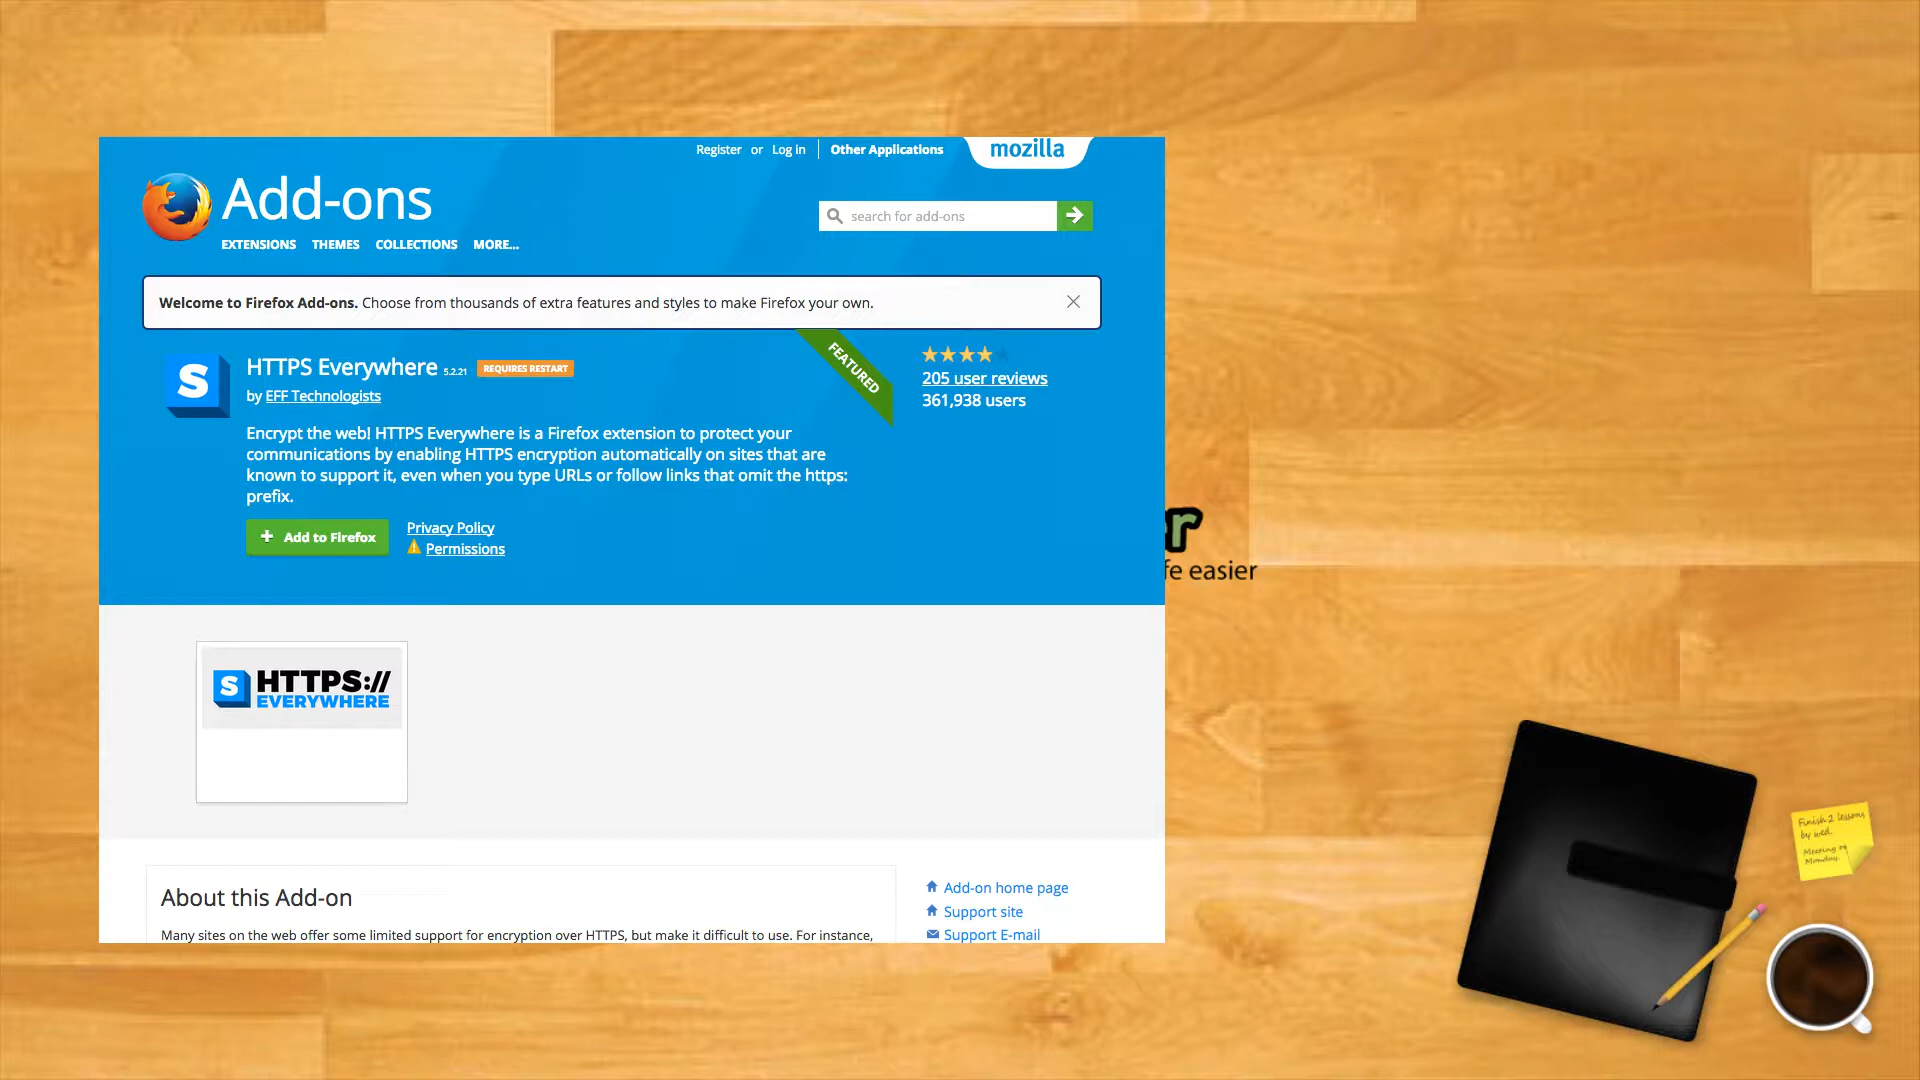 Register or Log in Other Applications mozilla
Add-ons
search for add-ons
EXTENSIONS THEMES COLLECTIONS MORE...
Welcome to Firefox Add-ons. Choose from thousands of extra features and styles to make Firefox your own.
FEATURED
S
HTTPS Everywhere 5.2.21 REQUIRES RESTART
by EFF Technologists
205 user reviews
361,938 users
Encrypt the web! HTTPS Everywhere is a Firefox extension to protect your
communications by enabling HTTPS encryption automatically on sites that are
known to support it, even when you type URLs or follow links that omit the https:
prefix.
+ Add to Firefox
Privacy Policy
Permissions
r
fe easier
S HTTPS://
EVERYWHERE
About this Add-on
Many sites on the web offer some limited support for encryption over HTTPS, but make it difficult to use. For instance,
Add-on home page
Support site
Support E-mail
Finish 2 lessons
by wed.
Meeting
Monday.